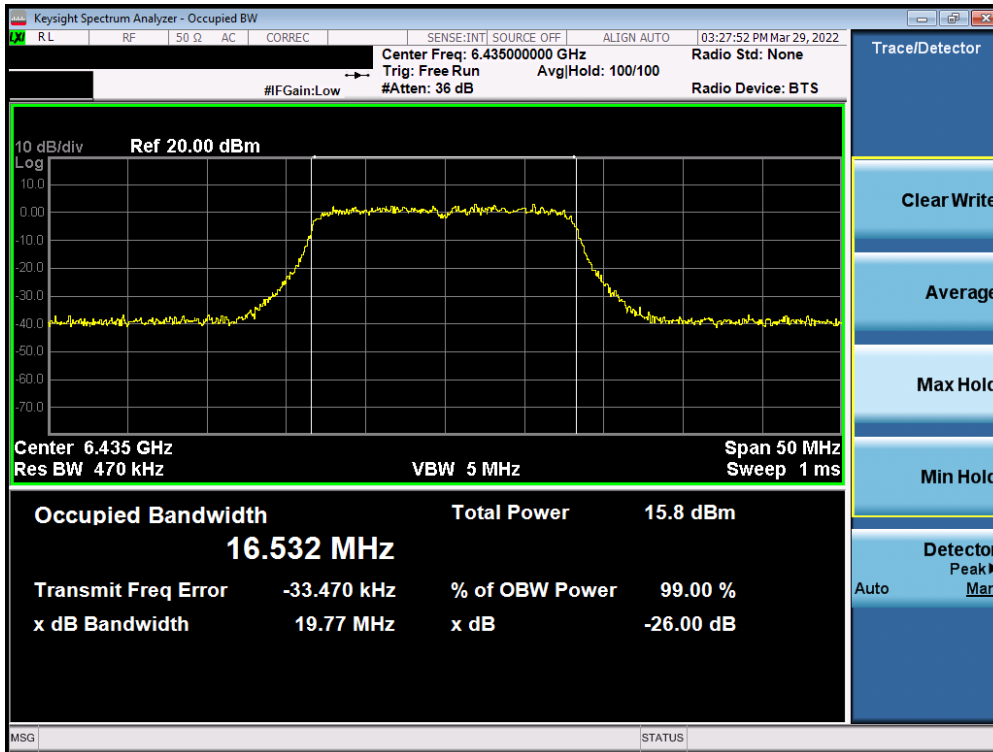 Keysight Spectrum Analyzer - Occupied BW
LXI RL RF 50 Ω AC CORREC SENSE:INT SOURCE OFF ALIGN AUTO 03:27:52 PM Mar 29, 2022
Center Freq: 6.435000000 GHz Radio Std: None
Trig: Free Run Avg|Hold: 100/100
#IFGain:Low #Atten: 36 dB Radio Device: BTS
Trace/Detector
10 dB/div Ref 20.00 dBm
Log
10.0
0.00
-10.0
-20.0
-30.0
-40.0
-50.0
-60.0
-70.0
Center 6.435 GHz Span 50 MHz
Res BW 470 kHz VBW 5 MHz Sweep 1 ms
Occupied Bandwidth Total Power 15.8 dBm
16.532 MHz
Transmit Freq Error -33.470 kHz % of OBW Power 99.00 %
x dB Bandwidth 19.77 MHz x dB -26.00 dB
Clear Write
Average
Max Hold
Min Hold
Detector
Peak
Auto Man
MSG STATUS